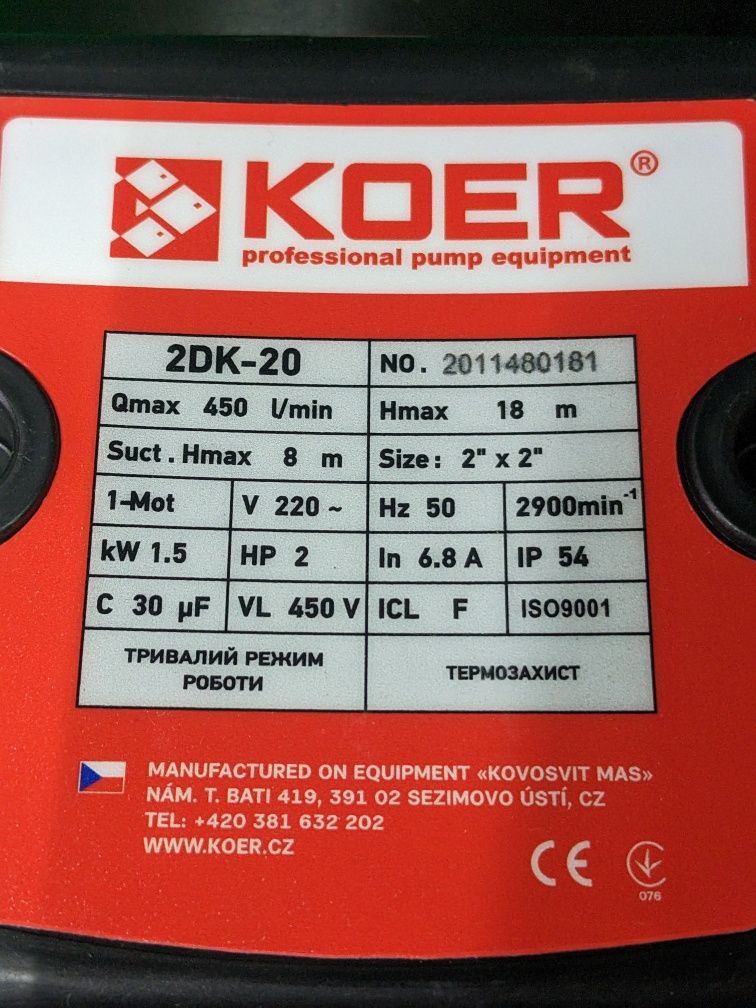 KOER®
professional pump equipment
2DK-20 NO. 2011480181
Qmax 450 l/min Hmax 18 m
Suct. Hmax 8 m Size: 2" x 2"
1-Mot V 220 ~ Hz 50 2900min⁻¹
kW 1.5 HP 2 In 6.8 A IP 54
C 30 µF VL 450 V ICL F ISO9001
ТРИВАЛИЙ РЕЖИМ
РОБОТИ
ТЕРМОЗАХИСТ
MANUFACTURED ON EQUIPMENT «KOVOSVIT MAS»
NÁM. T. BATI 419, 391 02 SEZIMOVO ÚSTÍ, CZ
TEL: +420 381 632 202
WWW.KOER.CZ
CE
076